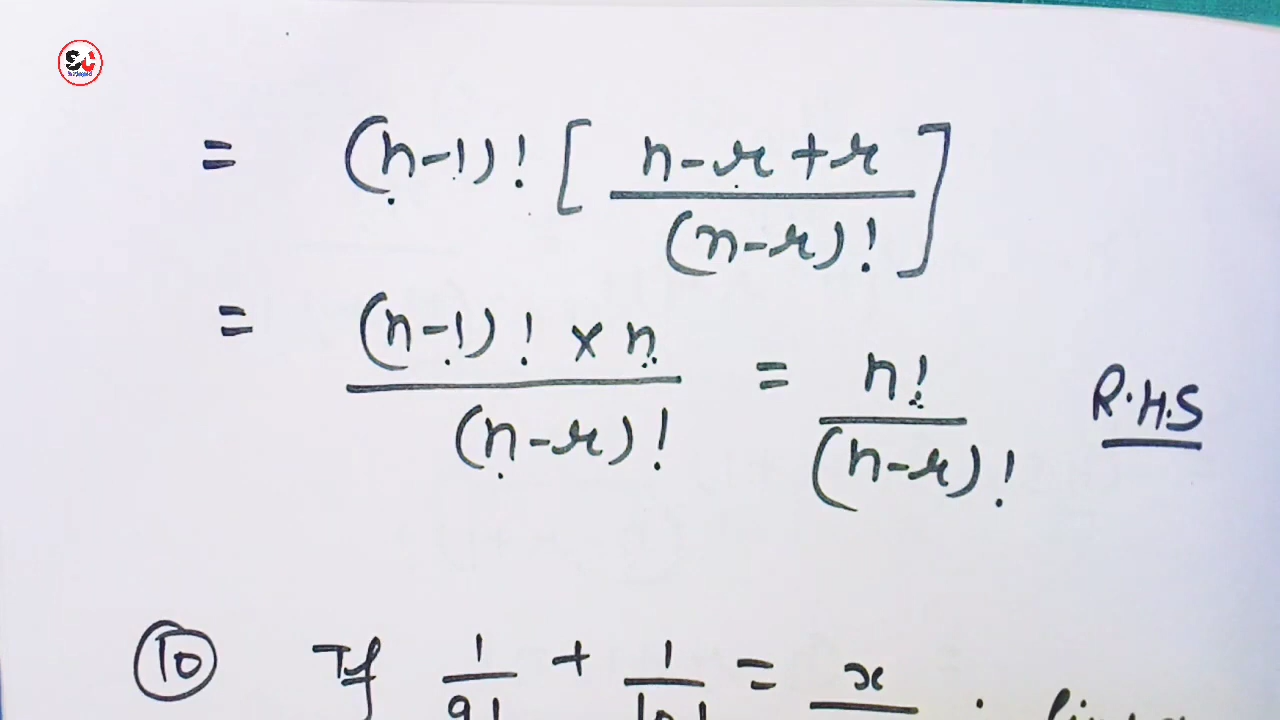 = (n-1)! [ (n-r+r)/(n-r)! ]
= ((n-1)! × n)/(n-r)! = n!/(n-r)! R.H.S
(10) If 1/9! + 1/10! = x